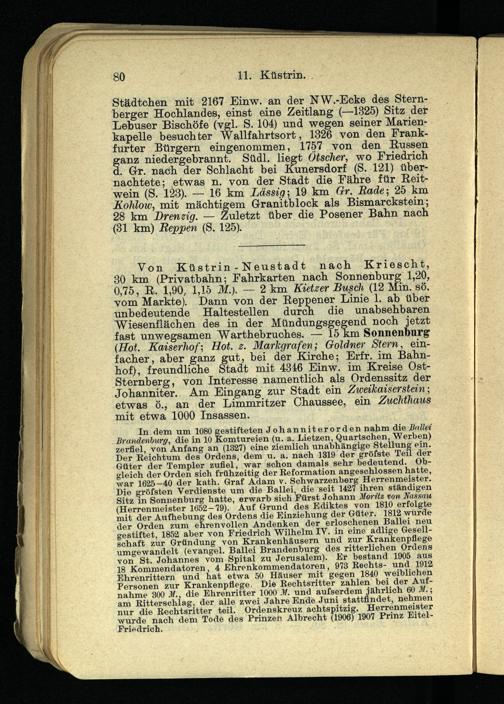 80
11. Küstrin.
Städtchen mit 2167 Einw. an der NW.-Ecke des Stern-
berger Hochlandes, einst eine Zeitlang (—1325) Sitz der
Lebuser Bischöfe (vgl. S. 104) und wegen seiner Marien-
kapelle besuchter Wallfahrtsort, 1326 von den Frank-
furter Bürgern eingenommen, 1757 von den Russen
ganz niedergebrannt. Südl. liegt Ötscher, wo Friedrich
d. Gr. nach der Schlacht bei Kunersdorf (S. 121) über-
nachtete; etwas n. von der Stadt die Fähre für Reit-
wein (S. 123). — 16 km Lässig; 19 km Gr. Rade; 25 km
Kohlow, mit mächtigem Granitblock als Bismarckstein;
28 km Drenzig. — Zuletzt über die Posener Bahn nach
(31 km) Reppen (S. 125).
Von Küstrin-Neustadt nach Kriescht,
30 km (Privatbahn; Fahrkarten nach Sonnenburg 1,20,
0,75, R. 1,90, 1,15 M.). — 2 km Kietzer Busch (12 Min. sö.
vom Markte). Dann von der Reppener Linie l. ab über
unbedeutende Haltestellen durch die unabsehbaren
Wiesenflächen des in der Mündungsgegend noch jetzt
fast unwegsamen Warthebruches. — 15 km Sonnenburg
(Hot. Kaiserhof; Hot. z. Markgrafen; Goldner Stern, ein-
facher, aber ganz gut, bei der Kirche; Erfr. im Bahn-
hof), freundliche Stadt mit 4346 Einw. im Kreise Ost-
Sternberg, von Interesse namentlich als Ordenssitz der
Johanniter. Am Eingang zur Stadt ein Zweikaiserstein;
etwas ö., an der Limmritzer Chaussee, ein Zuchthaus
mit etwa 1000 Insassen.
In dem um 1080 gestifteten Johanniterorden nahm die Ballei
Brandenburg, die in 10 Komtureien (u. a. Lietzen, Quartschen, Werben)
zerfiel, von Anfang an (1327) eine ziemlich unabhängige Stellung ein.
Der Reichtum des Ordens, dem u. a. nach 1319 der größte Teil der
Güter der Templer zufiel, war schon damals sehr bedeutend. Ob-
gleich der Orden sich frühzeitig der Reformation angeschlossen hatte,
war 1625–40 der kath. Graf Adam v. Schwarzenberg Herrenmeister.
Die größten Verdienste um die Ballei, die seit 1427 ihren ständigen
Sitz in Sonnenburg hatte, erwarb sich Fürst Johann Moritz von Nassau
(Herrenmeister 1652–79). Auf Grund des Ediktes von 1810 erfolgte
mit der Aufhebung des Ordens die Einziehung der Güter. 1812 wurde
der Orden zum ehrenvollen Andenken der erloschenen Ballei neu
gestiftet, 1852 aber von Friedrich Wilhelm IV. in eine adlige Gesell-
schaft zur Gründung von Krankenhäusern und zur Krankenpflege
umgewandelt (evangel. Ballei Brandenburg des ritterlichen Ordens
von St. Johannes vom Spital zu Jerusalem). Er bestand 1905 aus
18 Kommendatoren, 4 Ehrenkommendatoren, 973 Rechts- und 1912
Ehrenrittern und hat etwa 50 Häuser mit gegen 1840 weiblichen
Personen zur Krankenpflege. Die Rechtsritter zahlen bei der Auf-
nahme 300 M., die Ehrenritter 1000 M. und außerdem jährlich 60 M.;
am Ritterschlag, der alle zwei Jahre Ende Juni stattfindet, nehmen
nur die Rechtsritter teil. Ordenskreuz achtspitzig. Herrenmeister
wurde nach dem Tode des Prinzen Albrecht (1906) 1907 Prinz Eitel-
Friedrich.